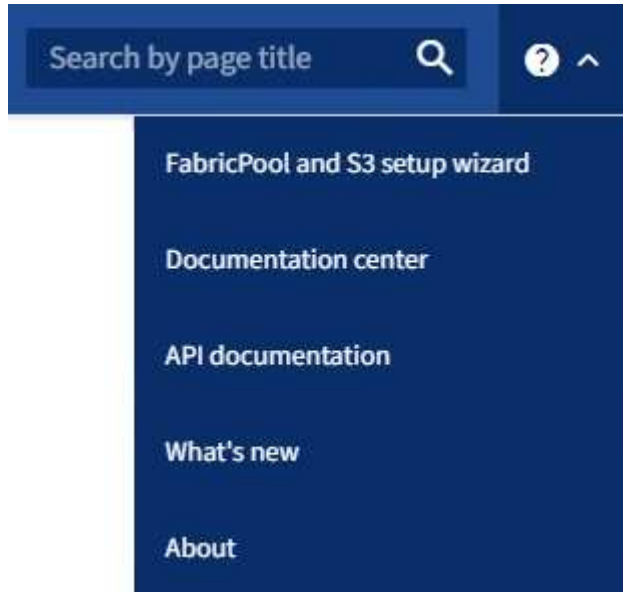 Search by page title
FabricPool and S3 setup wizard
Documentation center
API documentation
What's new
About